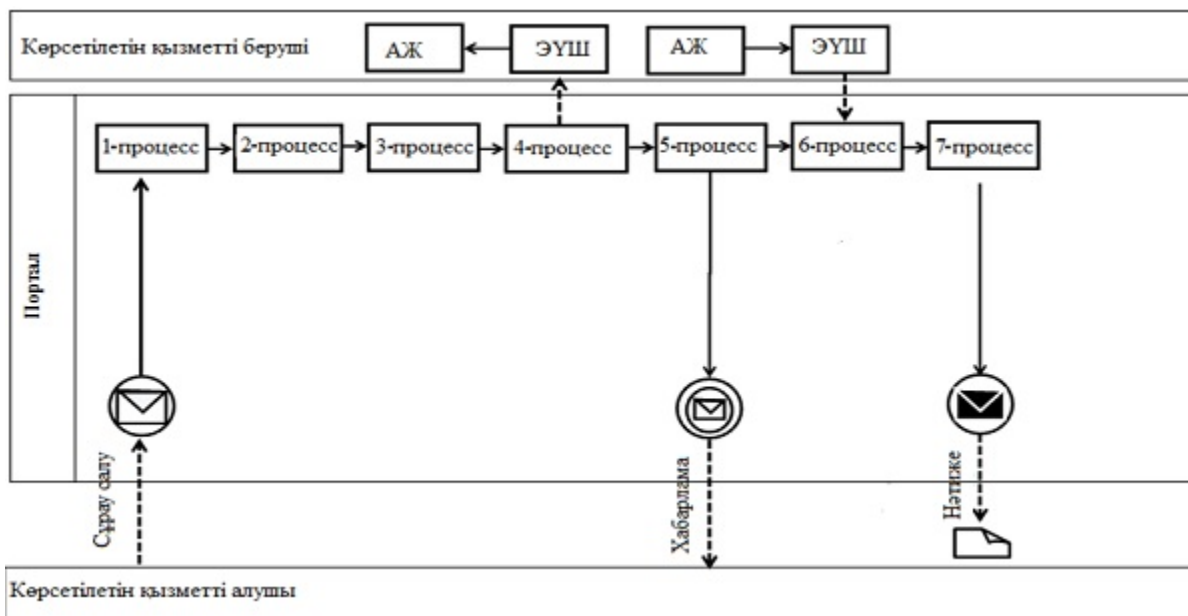 Көрсетілетін қызметті беруші
АЖ
ЭҮШ
АЖ
ЭҮШ
Портал
1-процесс
2-процесс
3-процесс
4-процесс
5-процесс
6-процесс
7-процесс
Сұрау салу
Хабарлама
Нәтиже
Көрсетілетін қызметті алушы